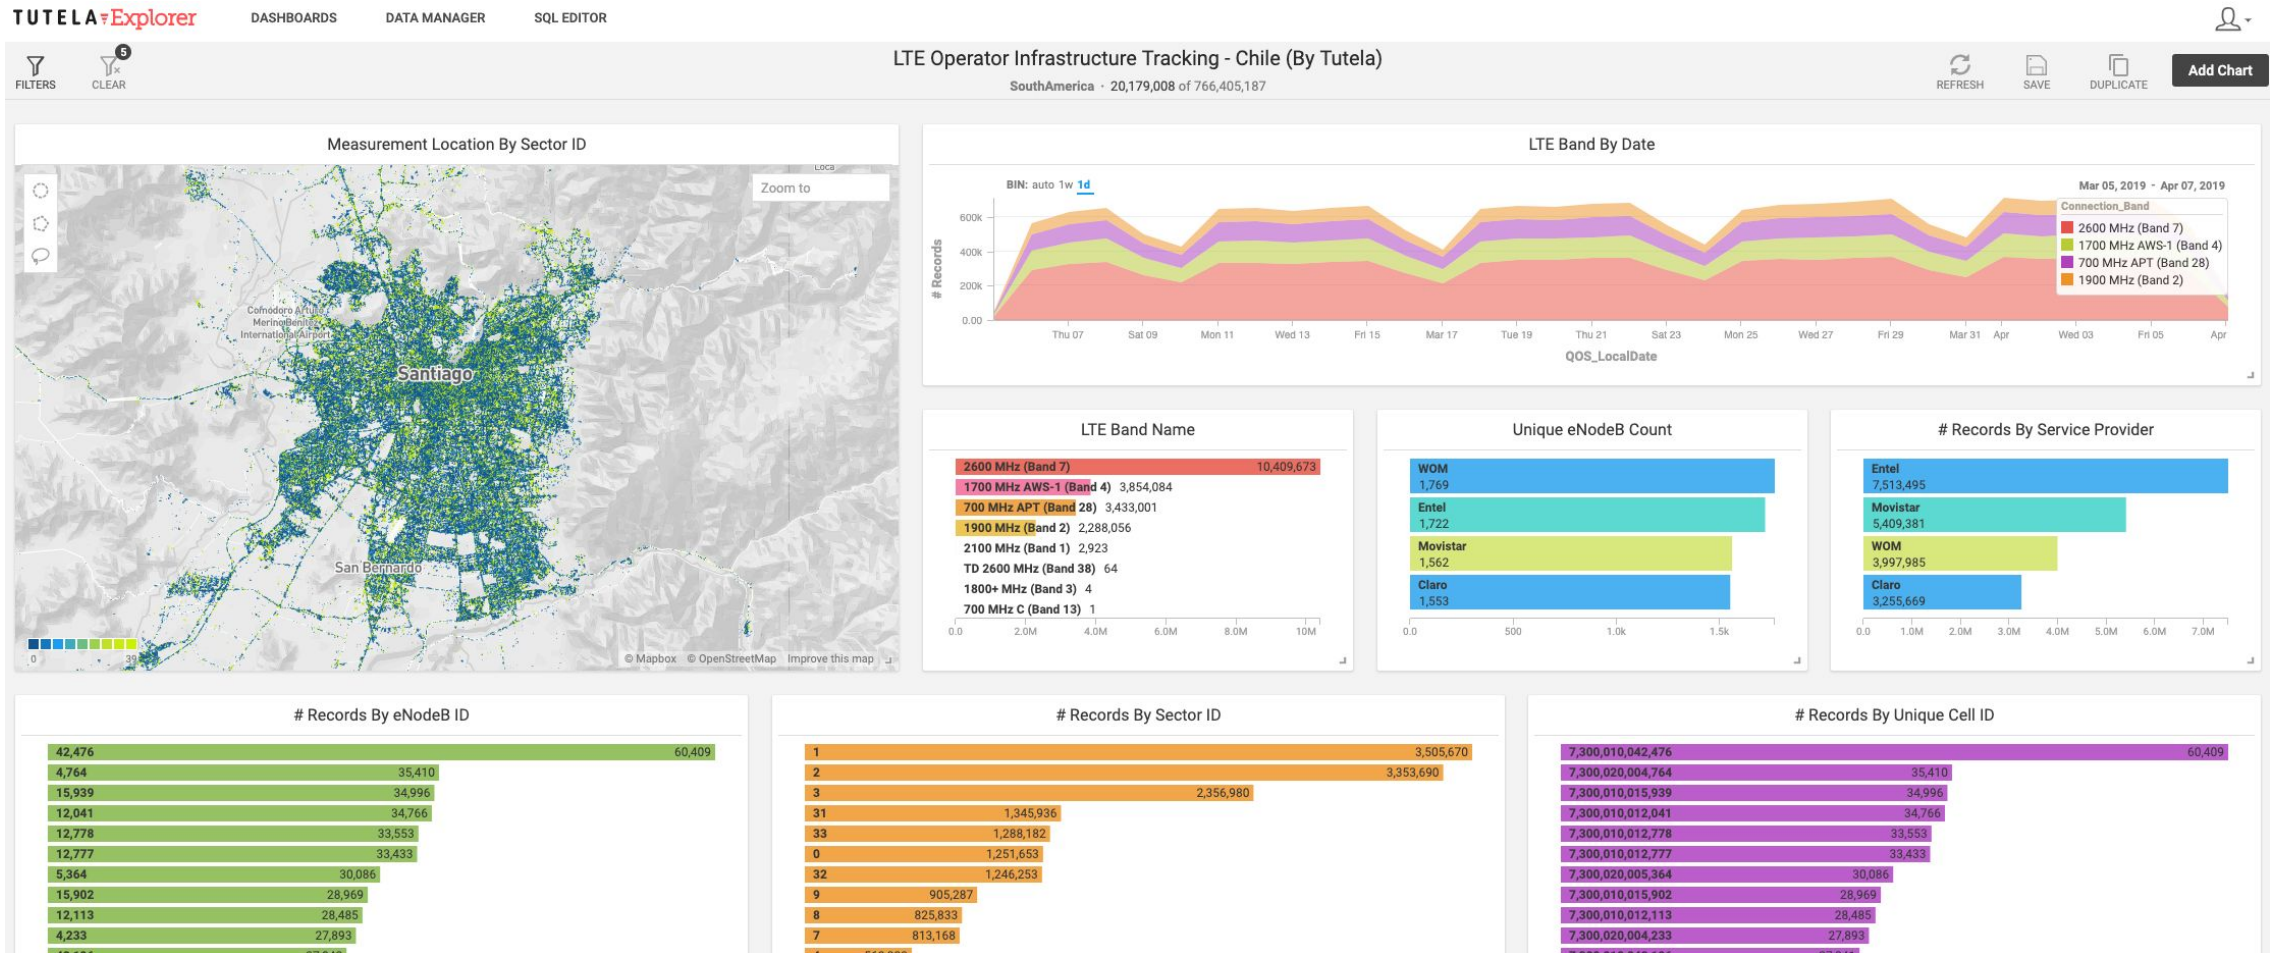 TUTELA Explorer
DASHBOARDS
DATA MANAGER
SQL EDITOR
FILTERS
5
CLEAR
LTE Operator Infrastructure Tracking - Chile (By Tutela)
SouthAmerica · 20,179,008 of 766,405,187
REFRESH
SAVE
DUPLICATE
Add Chart
Measurement Location By Sector ID
Loca
Zoom to
Comodoro Arturo
Merino Benítez
International Airport
Santiago
San Bernardo
0
39
© Mapbox © OpenStreetMap Improve this map
LTE Band By Date
BIN: auto 1w 1d
Mar 05, 2019 - Apr 07, 2019
Connection_Band
2600 MHz (Band 7)
1700 MHz AWS-1 (Band 4)
700 MHz APT (Band 28)
1900 MHz (Band 2)
# Records
600k
400k
200k
0.00
Thu 07
Sat 09
Mon 11
Wed 13
Fri 15
Mar 17
Tue 19
Thu 21
Sat 23
Mon 25
Wed 27
Fri 29
Mar 31
Apr
Wed 03
Fri 05
Apr
QOS_LocalDate
LTE Band Name
2600 MHz (Band 7) 10,409,673
1700 MHz AWS-1 (Band 4) 3,854,084
700 MHz APT (Band 28) 3,433,001
1900 MHz (Band 2) 2,288,056
2100 MHz (Band 1) 2,923
TD 2600 MHz (Band 38) 64
1800+ MHz (Band 3) 4
700 MHz C (Band 13) 1
0.0 2.0M 4.0M 6.0M 8.0M 10M
Unique eNodeB Count
WOM
1,769
Entel
1,722
Movistar
1,562
Claro
1,553
0.0 500 1.0k 1.5k
# Records By Service Provider
Entel
7,513,495
Movistar
5,409,381
WOM
3,997,985
Claro
3,255,669
0.0 1.0M 2.0M 3.0M 4.0M 5.0M 6.0M 7.0M
# Records By eNodeB ID
42,476 60,409
4,764 35,410
15,939 34,996
12,041 34,766
12,778 33,553
12,777 33,433
5,364 30,086
15,902 28,969
12,113 28,485
4,233 27,893
# Records By Sector ID
1 3,505,670
2 3,353,690
3 2,356,980
31 1,345,936
33 1,288,182
0 1,251,653
32 1,246,253
9 905,287
8 825,833
7 813,168
# Records By Unique Cell ID
7,300,010,042,476 60,409
7,300,020,004,764 35,410
7,300,010,015,939 34,996
7,300,010,012,041 34,766
7,300,010,012,778 33,553
7,300,010,012,777 33,433
7,300,020,005,364 30,086
7,300,010,015,902 28,969
7,300,010,012,113 28,485
7,300,020,004,233 27,893